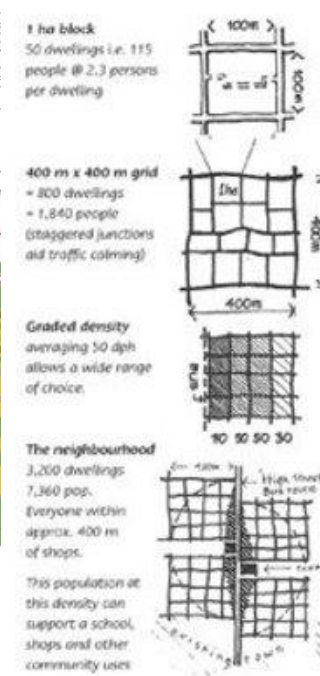 1 ha block
50 dwellings i.e. 115
people @ 2.3 persons
per dwelling
100m
100m
400 m x 400 m grid
= 800 dwellings
= 1,840 people
(staggered junctions
aid traffic calming)
1ha
400m
400m
Graded density
averaging 50 dph
allows a wide range
of choice.
BUS
50 30
The neighbourhood
3,200 dwellings
7,360 pop.
Everyone within
approx. 400 m
of shops.
High Street
Bus route
This population at
this density can
support a school,
shops and other
community uses
existing town